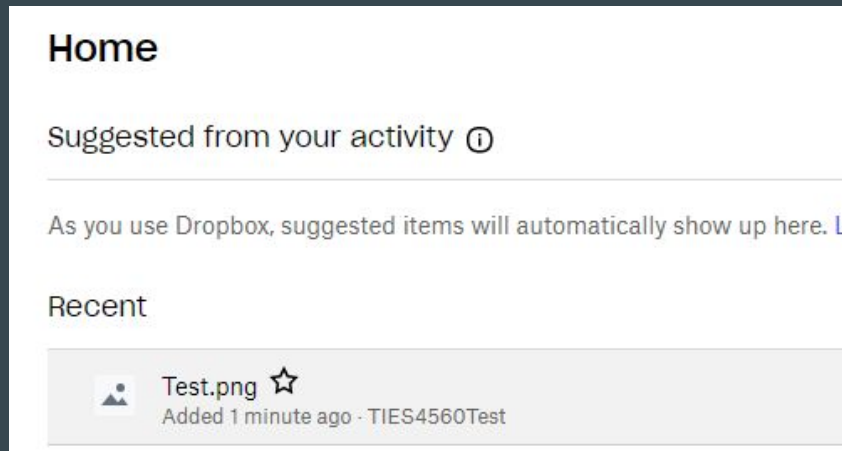 Home
Suggested from your activity
As you use Dropbox, suggested items will automatically show up here.
Recent
Test.png
Added 1 minute ago · TIES4560Test